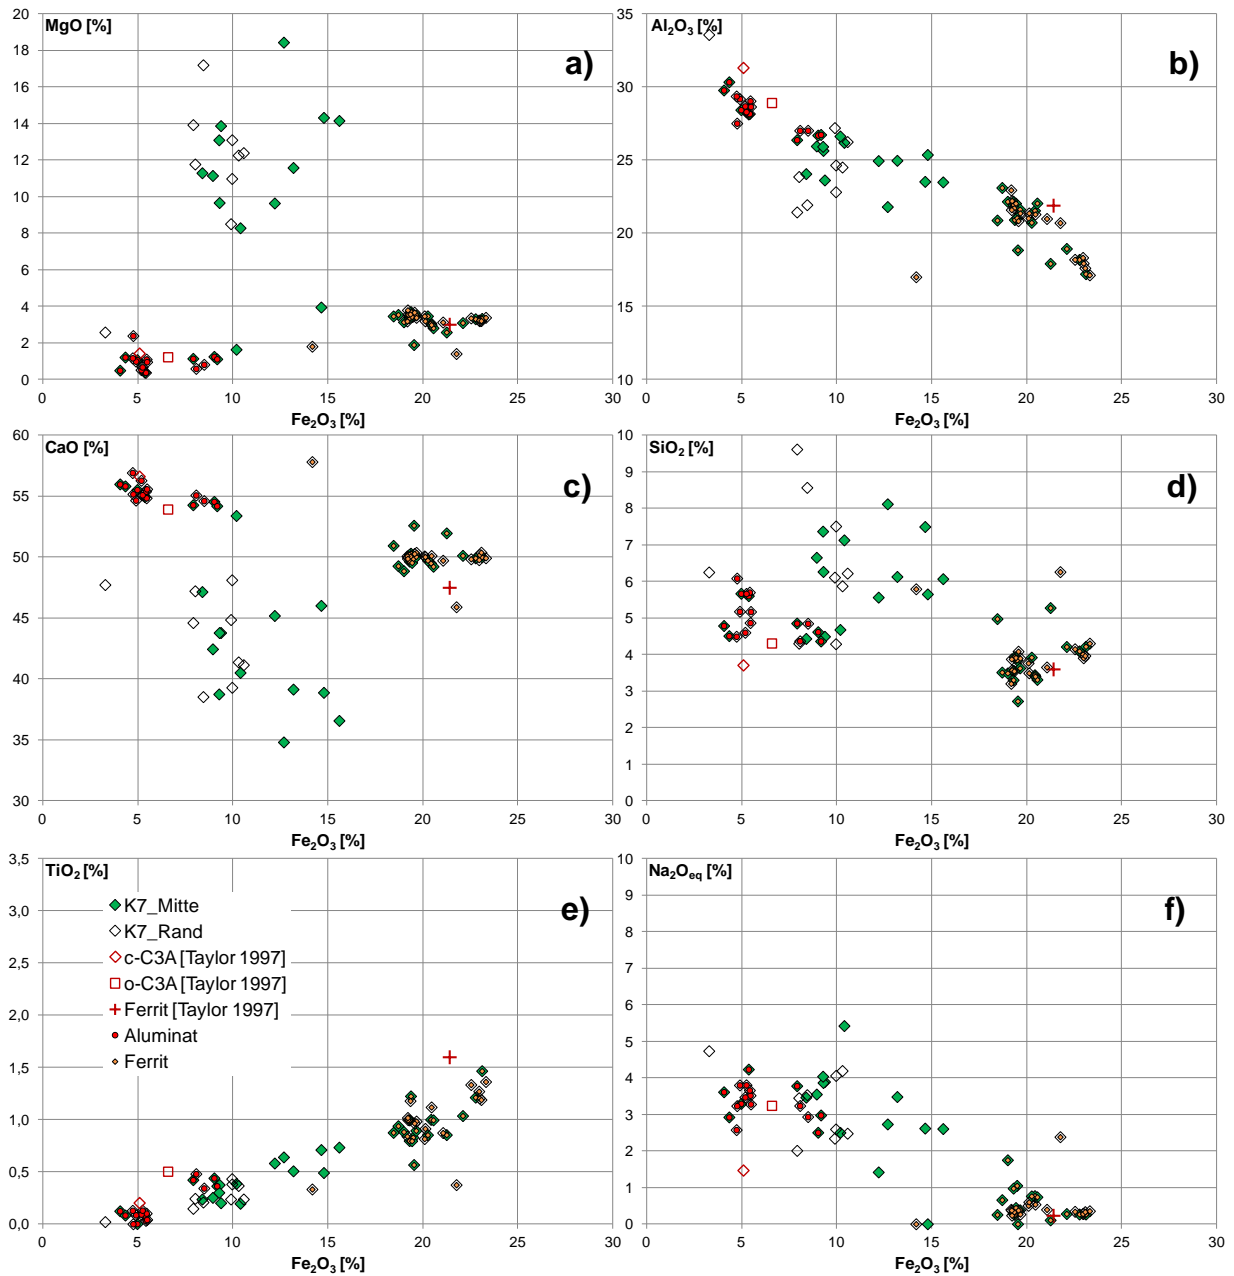 MgO [%]
a)
20
18
16
14
12
10
8
6
4
2
0
0 5 10 15 20 25 30
Fe₂O₃ [%]
Al₂O₃ [%]
b)
35
30
25
20
15
10
0 5 10 15 20 25 30
Fe₂O₃ [%]
CaO [%]
c)
60
55
50
45
40
35
30
0 5 10 15 20 25 30
Fe₂O₃ [%]
SiO₂ [%]
d)
10
9
8
7
6
5
4
3
2
1
0
0 5 10 15 20 25 30
Fe₂O₃ [%]
TiO₂ [%]
e)
3,5
3,0
2,5
2,0
1,5
1,0
0,5
0,0
K7_Mitte
K7_Rand
c-C3A [Taylor 1997]
o-C3A [Taylor 1997]
Ferrit [Taylor 1997]
Aluminat
Ferrit
0 5 10 15 20 25 30
Fe₂O₃ [%]
Na₂Oeq [%]
f)
10
9
8
7
6
5
4
3
2
1
0
0 5 10 15 20 25 30
Fe₂O₃ [%]